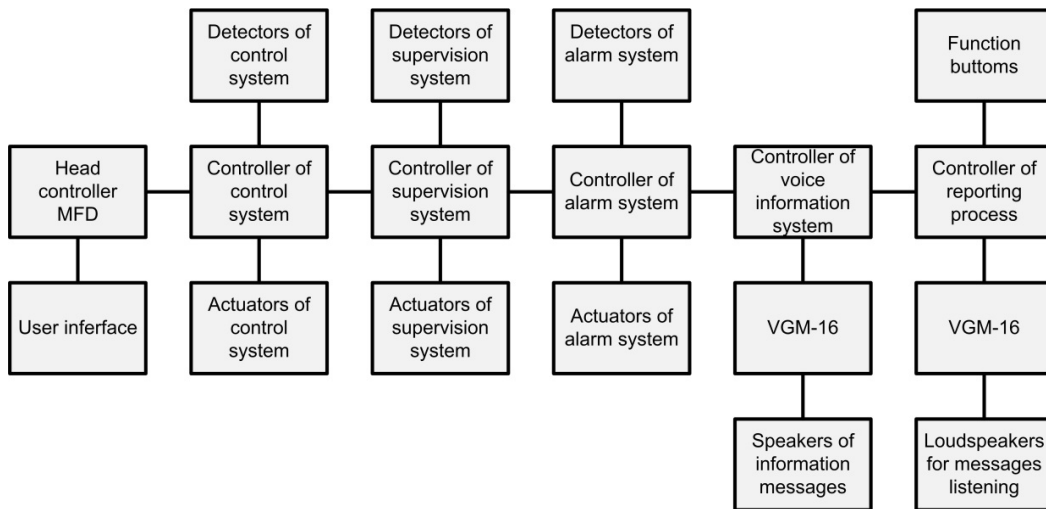 Detectors of
control
system
Detectors of
supervision
system
Detectors of
alarm system
Function
buttoms
Head
controller
MFD
Controller of
control
system
Controller of
supervision
system
Controller of
alarm system
Controller of
voice
information
system
Controller of
reporting
process
User inferface
Actuators of
control
system
Actuators of
supervision
system
Actuators of
alarm system
VGM-16
VGM-16
Speakers of
information
messages
Loudspeakers
for messages
listening